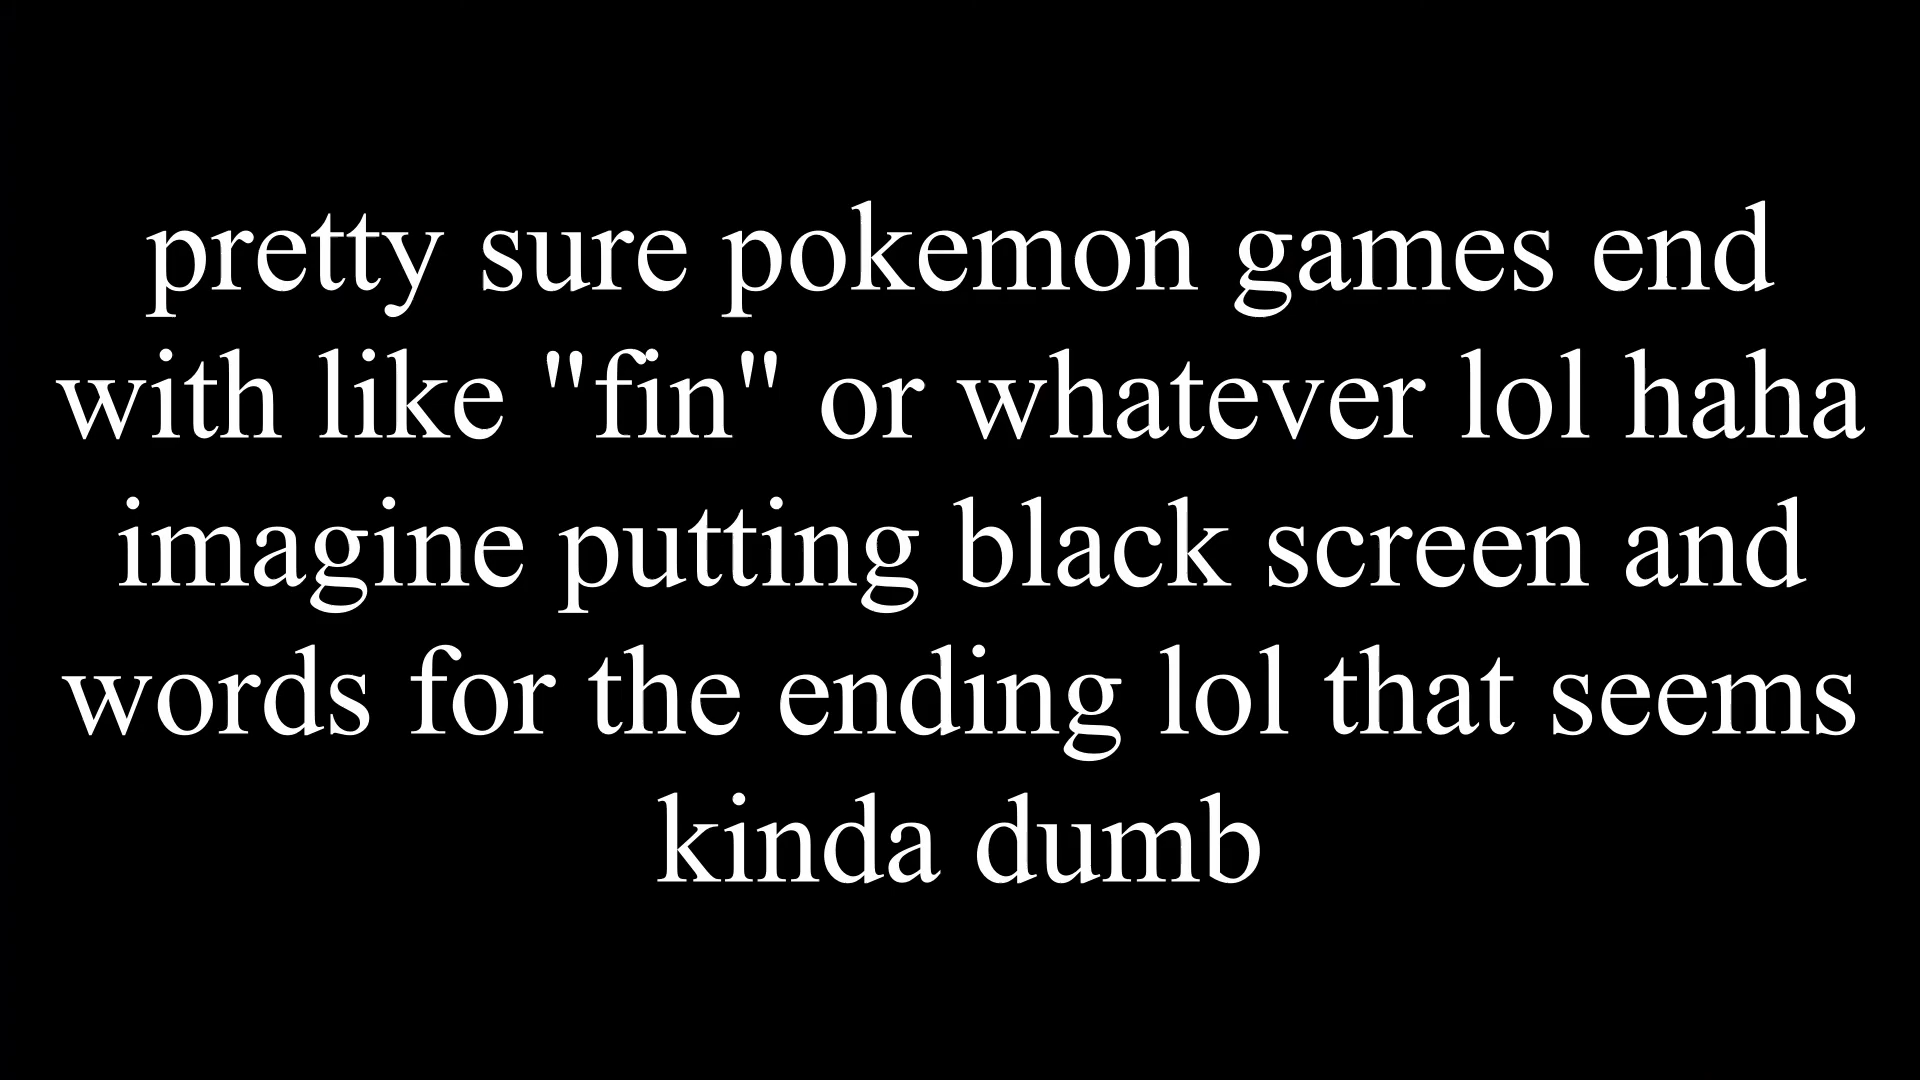 pretty sure pokemon games end
with like "fin" or whatever lol haha
imagine putting black screen and
words for the ending lol that seems
kinda dumb